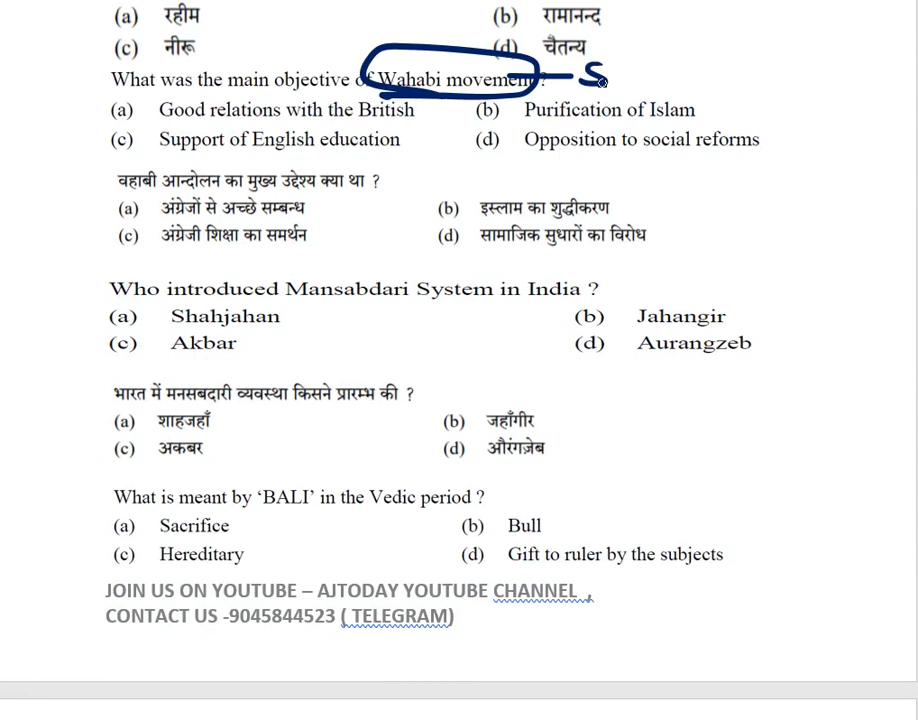 (a) रहीम (b) रामानन्द
(c) नीरू (d) चैतन्य
What was the main objective of Wahabi movement ? S
(a) Good relations with the British (b) Purification of Islam
(c) Support of English education (d) Opposition to social reforms
वहाबी आन्दोलन का मुख्य उद्देश्य क्या था ?
(a) अंग्रेजों से अच्छे सम्बन्ध (b) इस्लाम का शुद्धीकरण
(c) अंग्रेजी शिक्षा का समर्थन (d) सामाजिक सुधारों का विरोध
Who introduced Mansabdari System in India ?
(a) Shahjahan (b) Jahangir
(c) Akbar (d) Aurangzeb
भारत में मनसबदारी व्यवस्था किसने प्रारम्भ की ?
(a) शाहजहाँ (b) जहाँगीर
(c) अकबर (d) औरंगज़ेब
What is meant by ‘BALI’ in the Vedic period ?
(a) Sacrifice (b) Bull
(c) Hereditary (d) Gift to ruler by the subjects
JOIN US ON YOUTUBE – AJTODAY YOUTUBE CHANNEL ,
CONTACT US -9045844523 ( TELEGRAM)